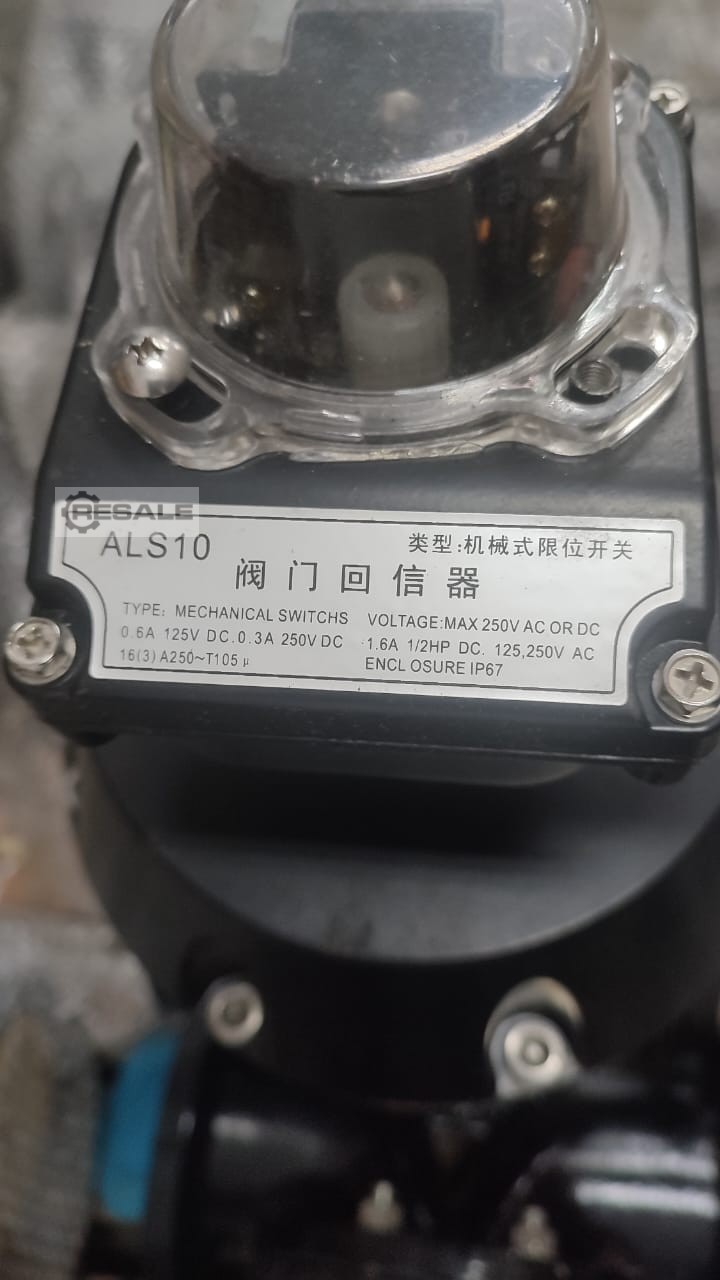 RESALE
ALS10
类型:机械式限位开关
阀门回信器
TYPE: MECHANICAL SWITCHS VOLTAGE:MAX 250V AC OR DC
0.6A 125V DC.0.3A 250V DC 1.6A 1/2HP DC. 125,250V AC
16(3)A250~T105μ ENCL OSURE IP67